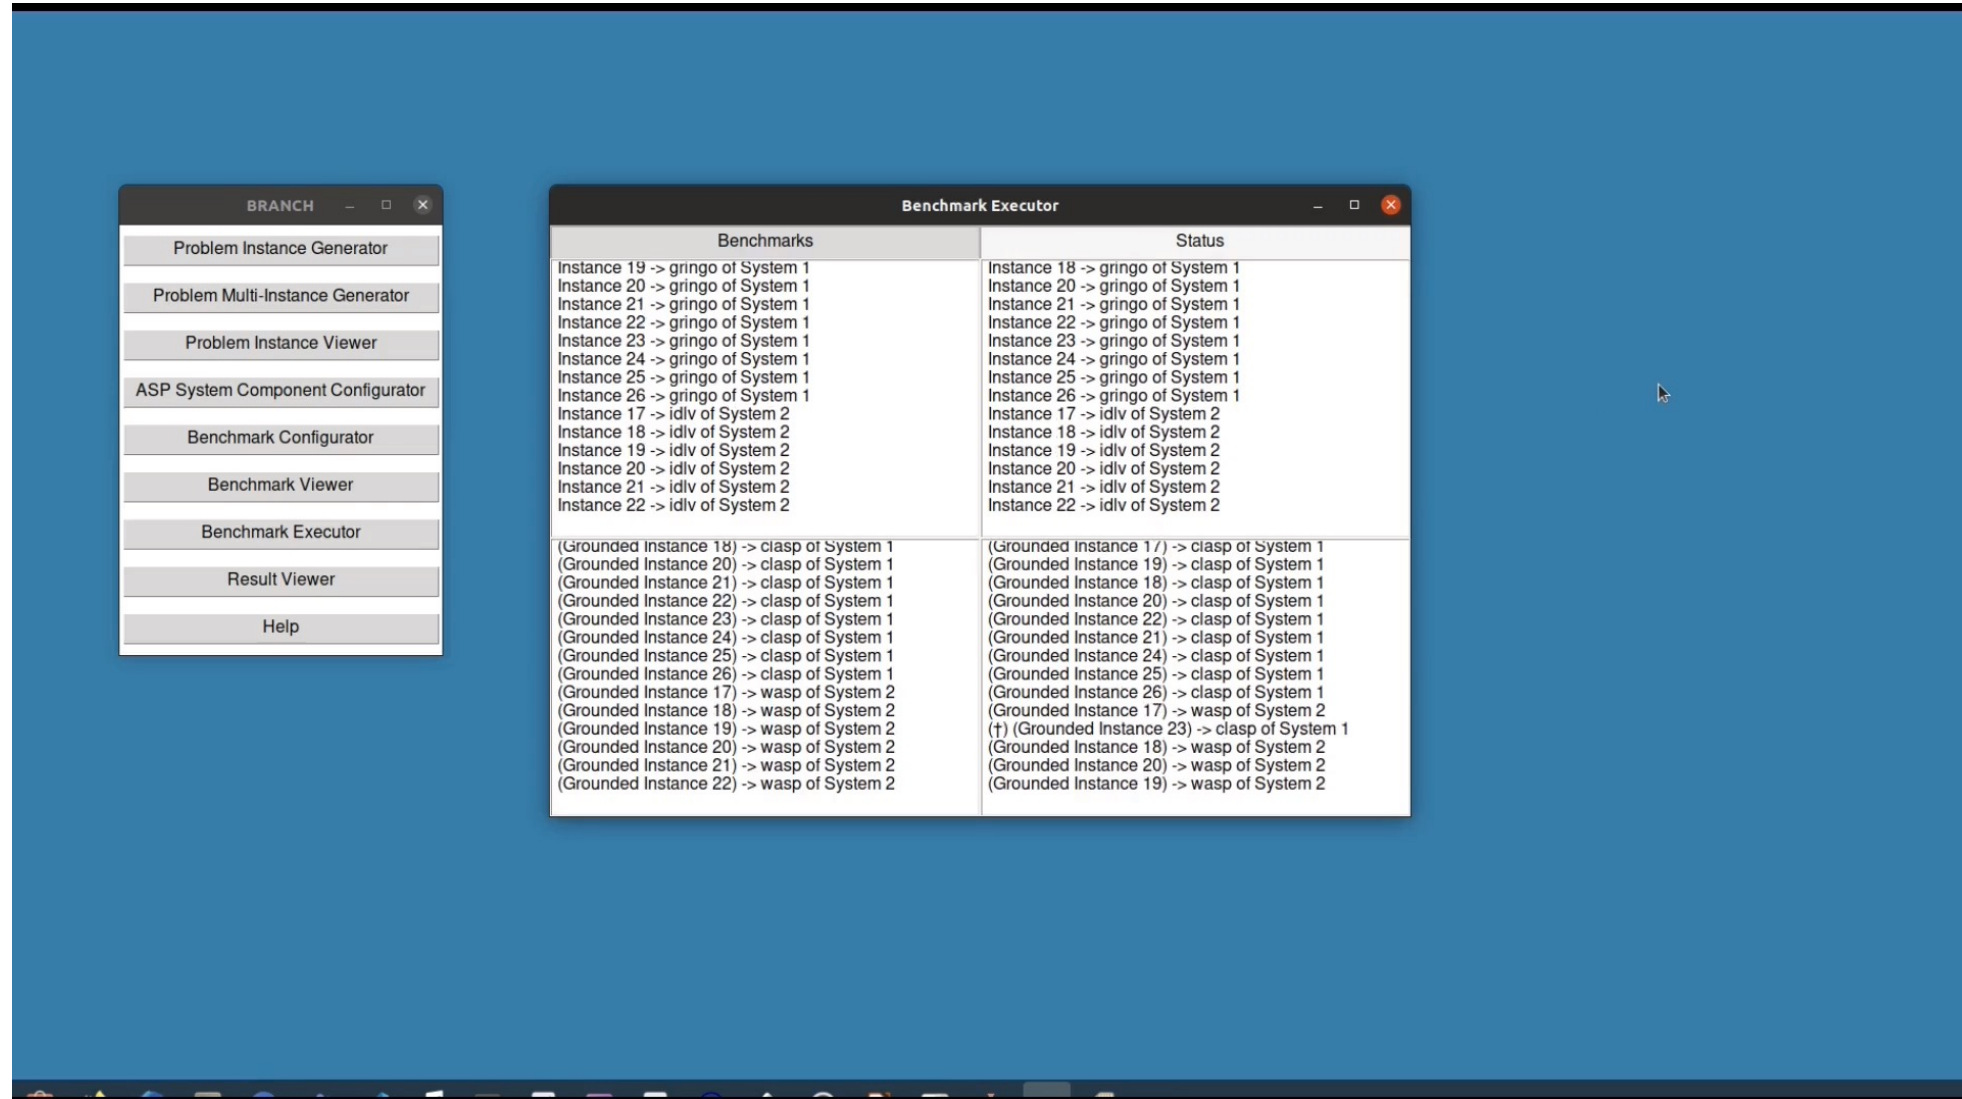 BRANCH
Problem Instance Generator
Problem Multi-Instance Generator
Problem Instance Viewer
ASP System Component Configurator
Benchmark Configurator
Benchmark Viewer
Benchmark Executor
Result Viewer
Help
Benchmark Executor
Benchmarks
Instance 19 -> gringo of System 1
Instance 20 -> gringo of System 1
Instance 21 -> gringo of System 1
Instance 22 -> gringo of System 1
Instance 23 -> gringo of System 1
Instance 24 -> gringo of System 1
Instance 25 -> gringo of System 1
Instance 26 -> gringo of System 1
Instance 17 -> idlv of System 2
Instance 18 -> idlv of System 2
Instance 19 -> idlv of System 2
Instance 20 -> idlv of System 2
Instance 21 -> idlv of System 2
Instance 22 -> idlv of System 2
(Grounded Instance 18) -> clasp of System 1
(Grounded Instance 20) -> clasp of System 1
(Grounded Instance 21) -> clasp of System 1
(Grounded Instance 22) -> clasp of System 1
(Grounded Instance 23) -> clasp of System 1
(Grounded Instance 24) -> clasp of System 1
(Grounded Instance 25) -> clasp of System 1
(Grounded Instance 26) -> clasp of System 1
(Grounded Instance 17) -> wasp of System 2
(Grounded Instance 18) -> wasp of System 2
(Grounded Instance 19) -> wasp of System 2
(Grounded Instance 20) -> wasp of System 2
(Grounded Instance 21) -> wasp of System 2
(Grounded Instance 22) -> wasp of System 2
Status
Instance 18 -> gringo of System 1
Instance 20 -> gringo of System 1
Instance 21 -> gringo of System 1
Instance 22 -> gringo of System 1
Instance 23 -> gringo of System 1
Instance 24 -> gringo of System 1
Instance 25 -> gringo of System 1
Instance 26 -> gringo of System 1
Instance 17 -> idlv of System 2
Instance 18 -> idlv of System 2
Instance 19 -> idlv of System 2
Instance 20 -> idlv of System 2
Instance 21 -> idlv of System 2
Instance 22 -> idlv of System 2
(Grounded Instance 17) -> clasp of System 1
(Grounded Instance 19) -> clasp of System 1
(Grounded Instance 18) -> clasp of System 1
(Grounded Instance 20) -> clasp of System 1
(Grounded Instance 22) -> clasp of System 1
(Grounded Instance 21) -> clasp of System 1
(Grounded Instance 24) -> clasp of System 1
(Grounded Instance 25) -> clasp of System 1
(Grounded Instance 26) -> clasp of System 1
(Grounded Instance 17) -> wasp of System 2
(†) (Grounded Instance 23) -> clasp of System 1
(Grounded Instance 18) -> wasp of System 2
(Grounded Instance 20) -> wasp of System 2
(Grounded Instance 19) -> wasp of System 2